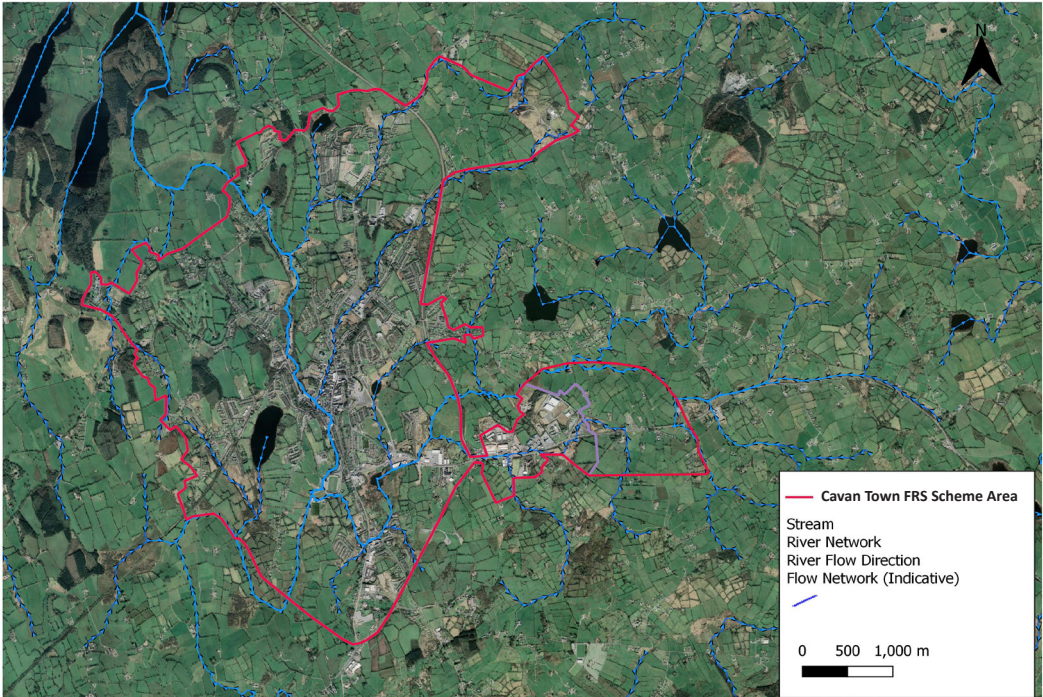 N
Cavan Town FRS Scheme Area
Stream
River Network
River Flow Direction
Flow Network (Indicative)
0 500 1,000 m